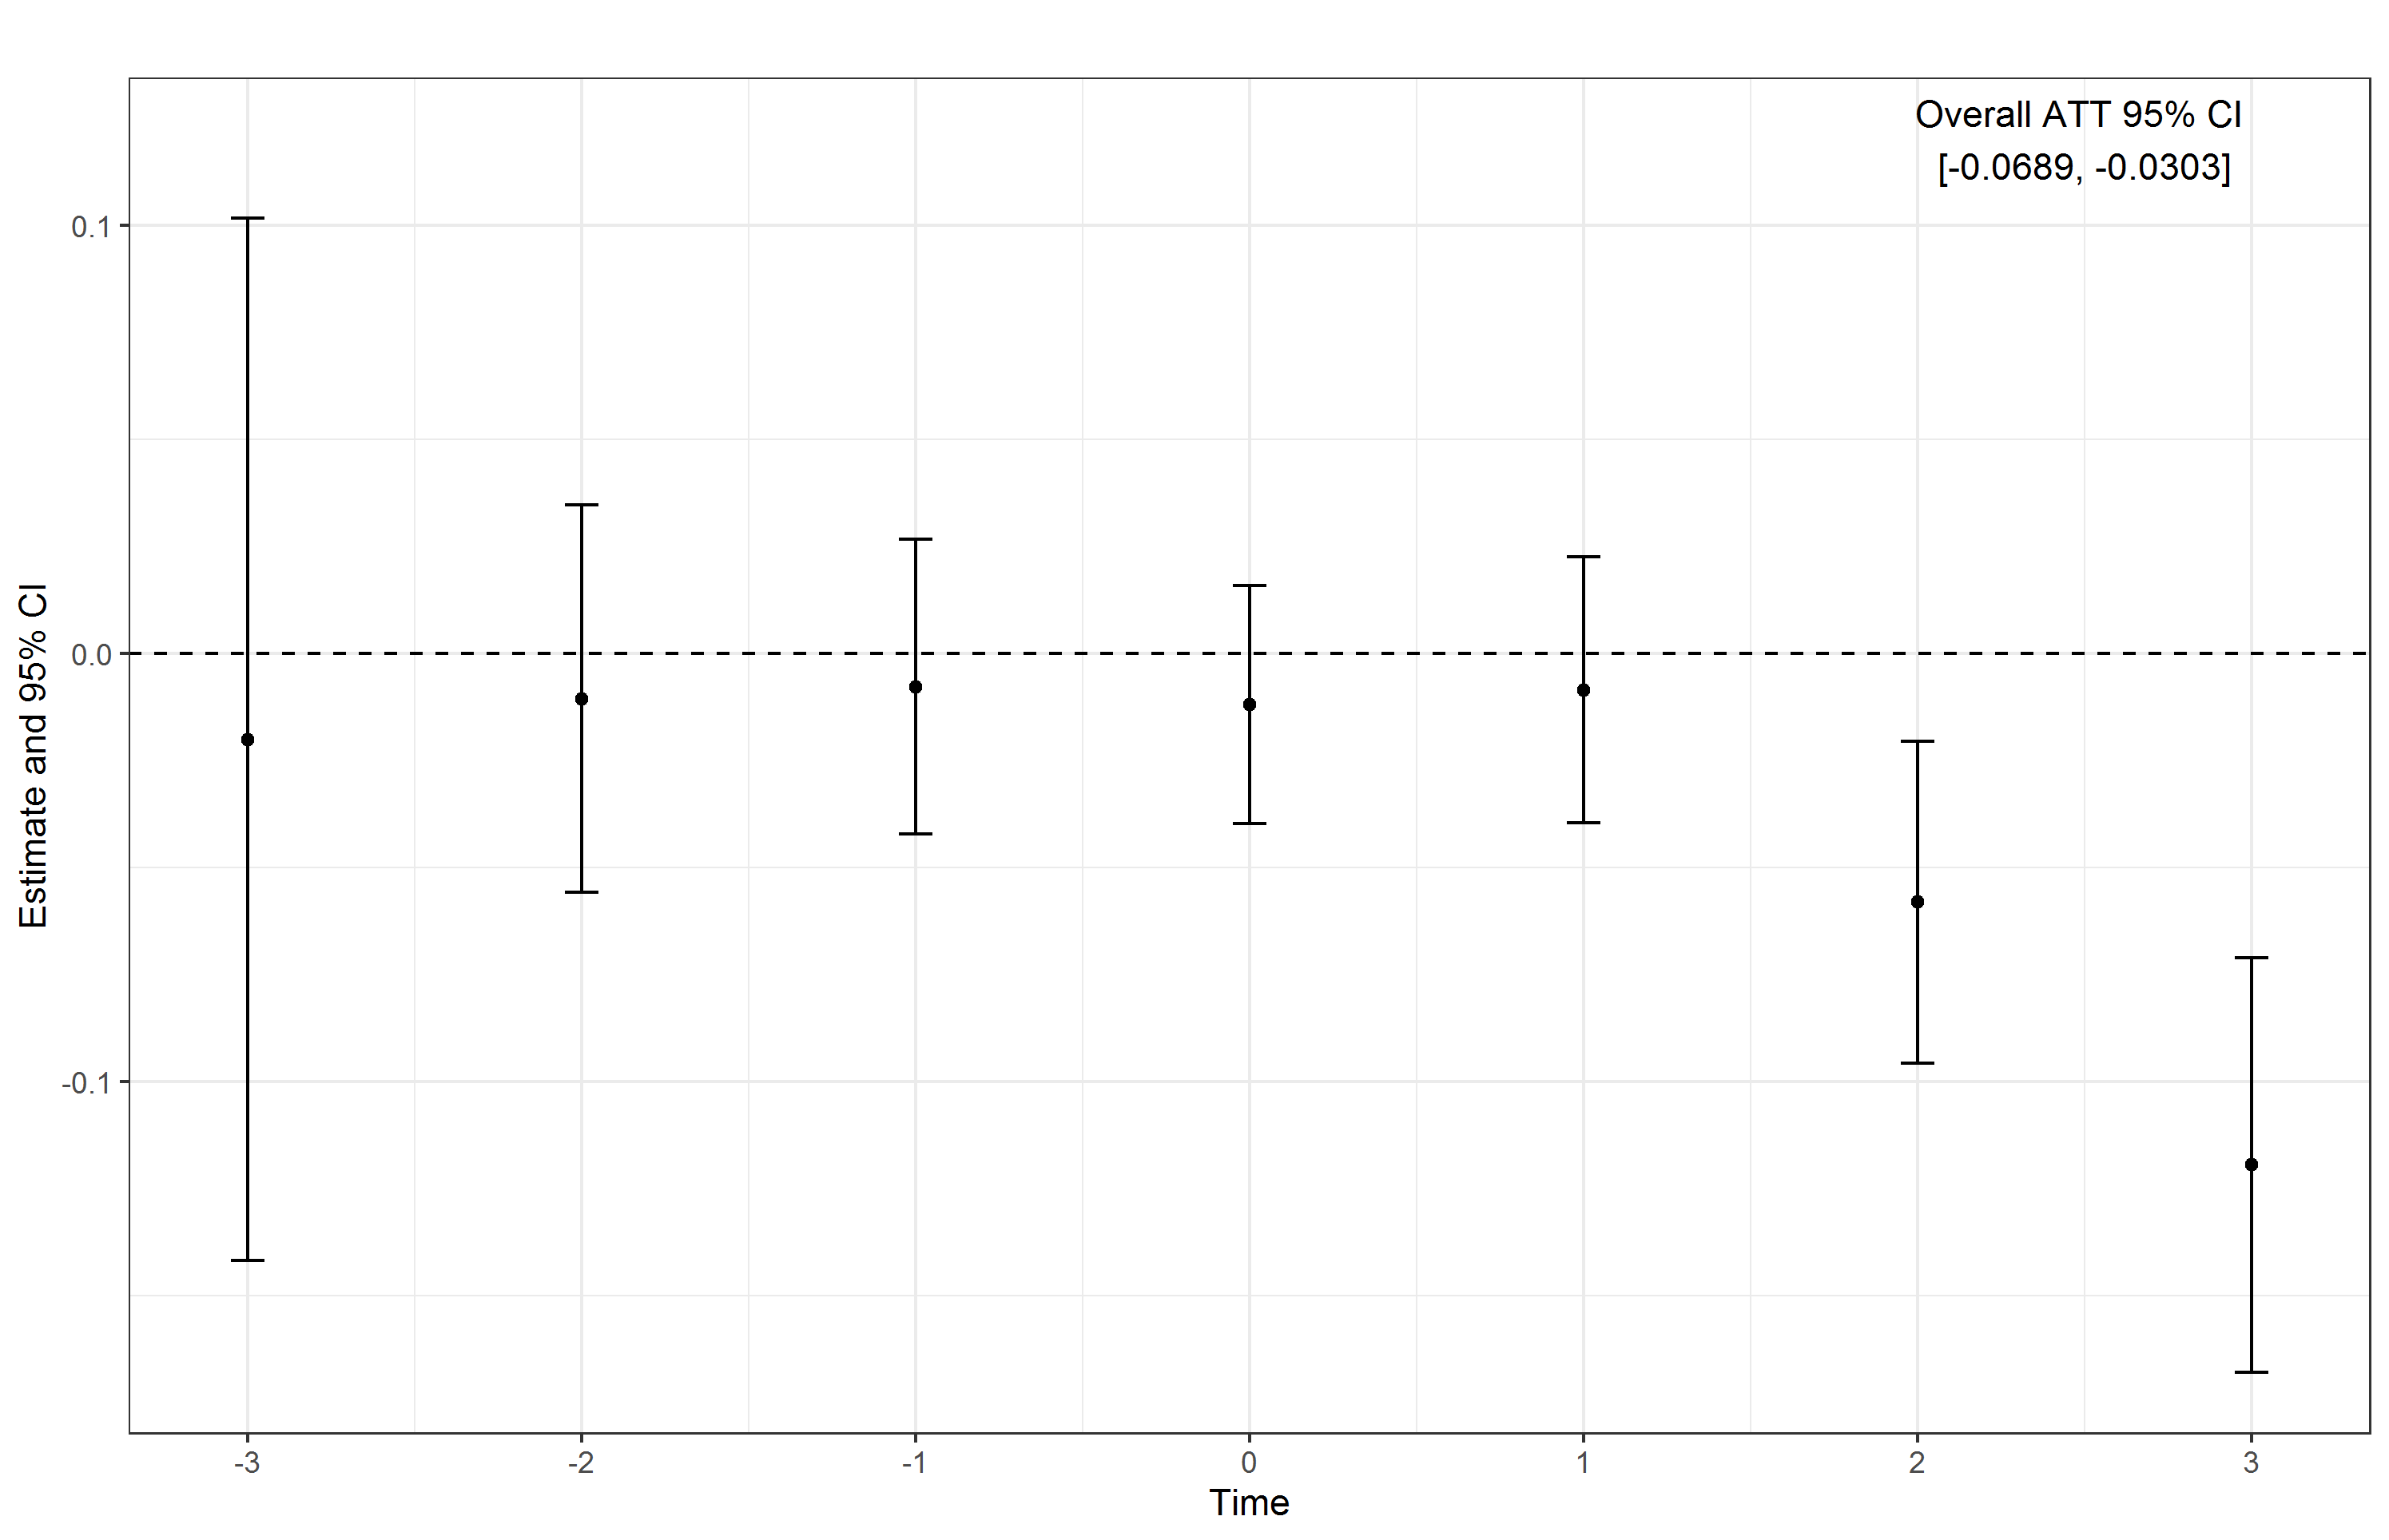 Overall ATT 95% CI
[-0.0689, -0.0303]
Estimate and 95% CI
0.1
0.0
-0.1
-3 -2 -1 0 1 2 3
Time